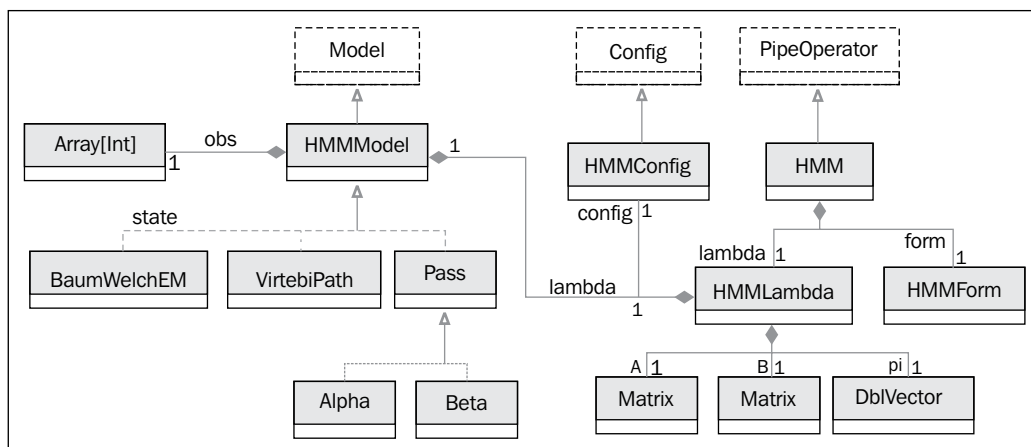 Model
Config
PipeOperator
Array[Int]
obs
1
HMMModel
1
HMMConfig
HMM
config 1
state
lambda 1
form
1
BaumWelchEM
VirtebiPath
Pass
lambda
1
HMMLambda
HMMForm
A 1
B 1
pi 1
Alpha
Beta
Matrix
Matrix
DblVector